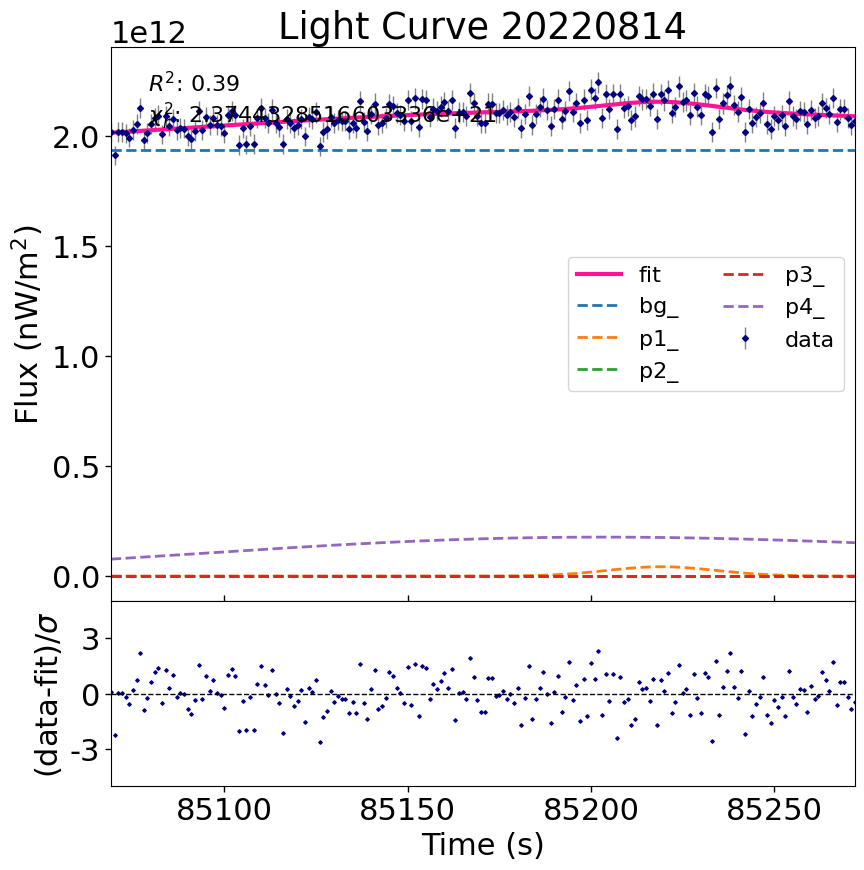 Light Curve 20220814
1e12
R²: 0.39
χ²:
2.0
1.5
1.0
0.5
0.0
Flux (nW/m²)
fit
bg_
p1_
p2_
p3_
p4_
data
3
0
-3
(data-fit)/σ
85100 85150 85200 85250
Time (s)